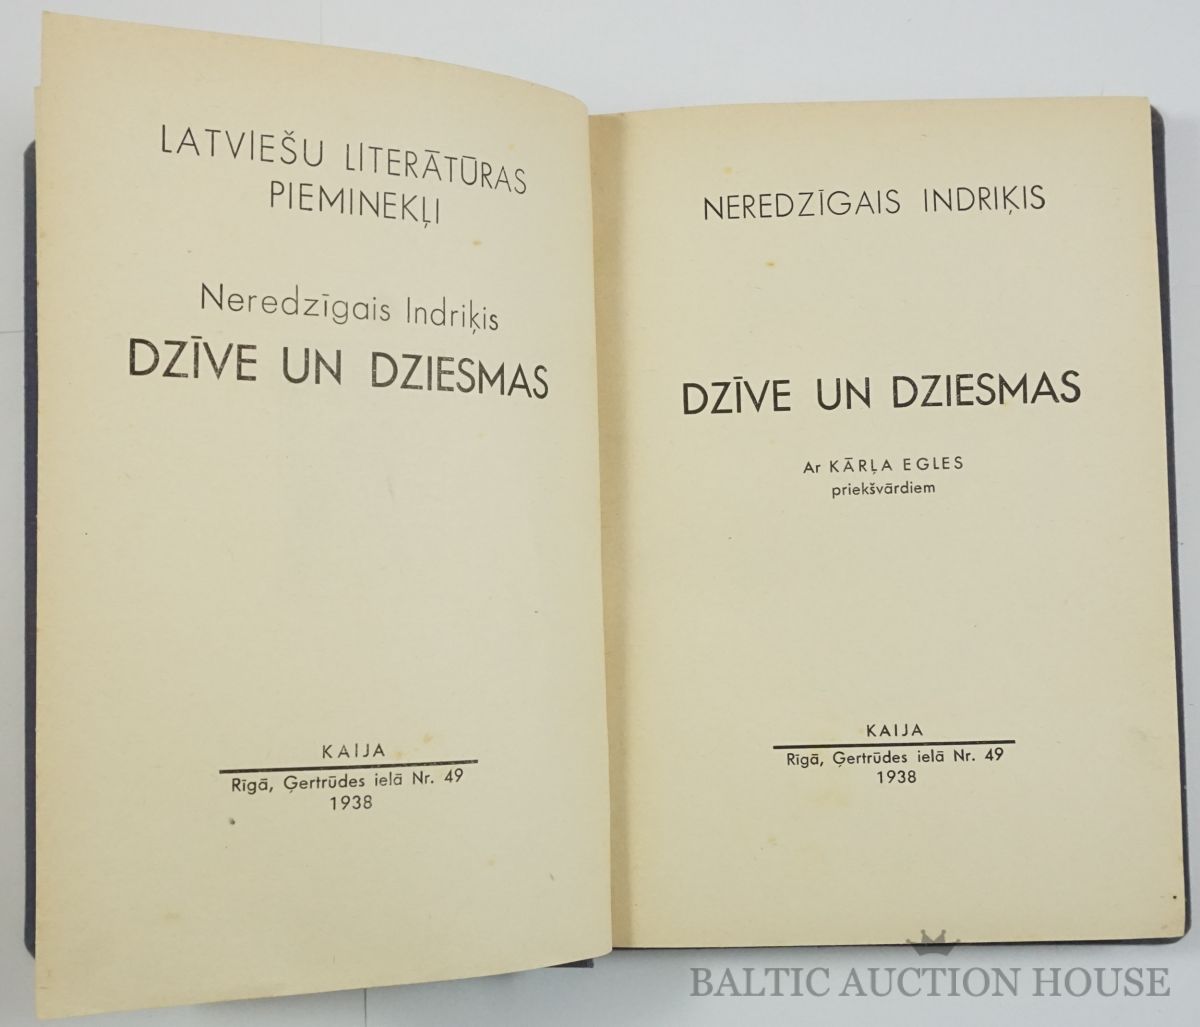 LATVIEŠU LITERĀTŪRAS
PIEMINEKĻI
Neredzīgais Indriķis
DZĪVE UN DZIESMAS
KAIJA
Rīgā, Ģertrūdes ielā Nr. 49
1938
NEREDZĪGAIS INDRIĶIS
DZĪVE UN DZIESMAS
Ar KĀRĻA EGLES
priekšvārdiem
KAIJA
Rīgā, Ģertrūdes ielā Nr. 49
1938
BALTIC AUCTION HOUSE